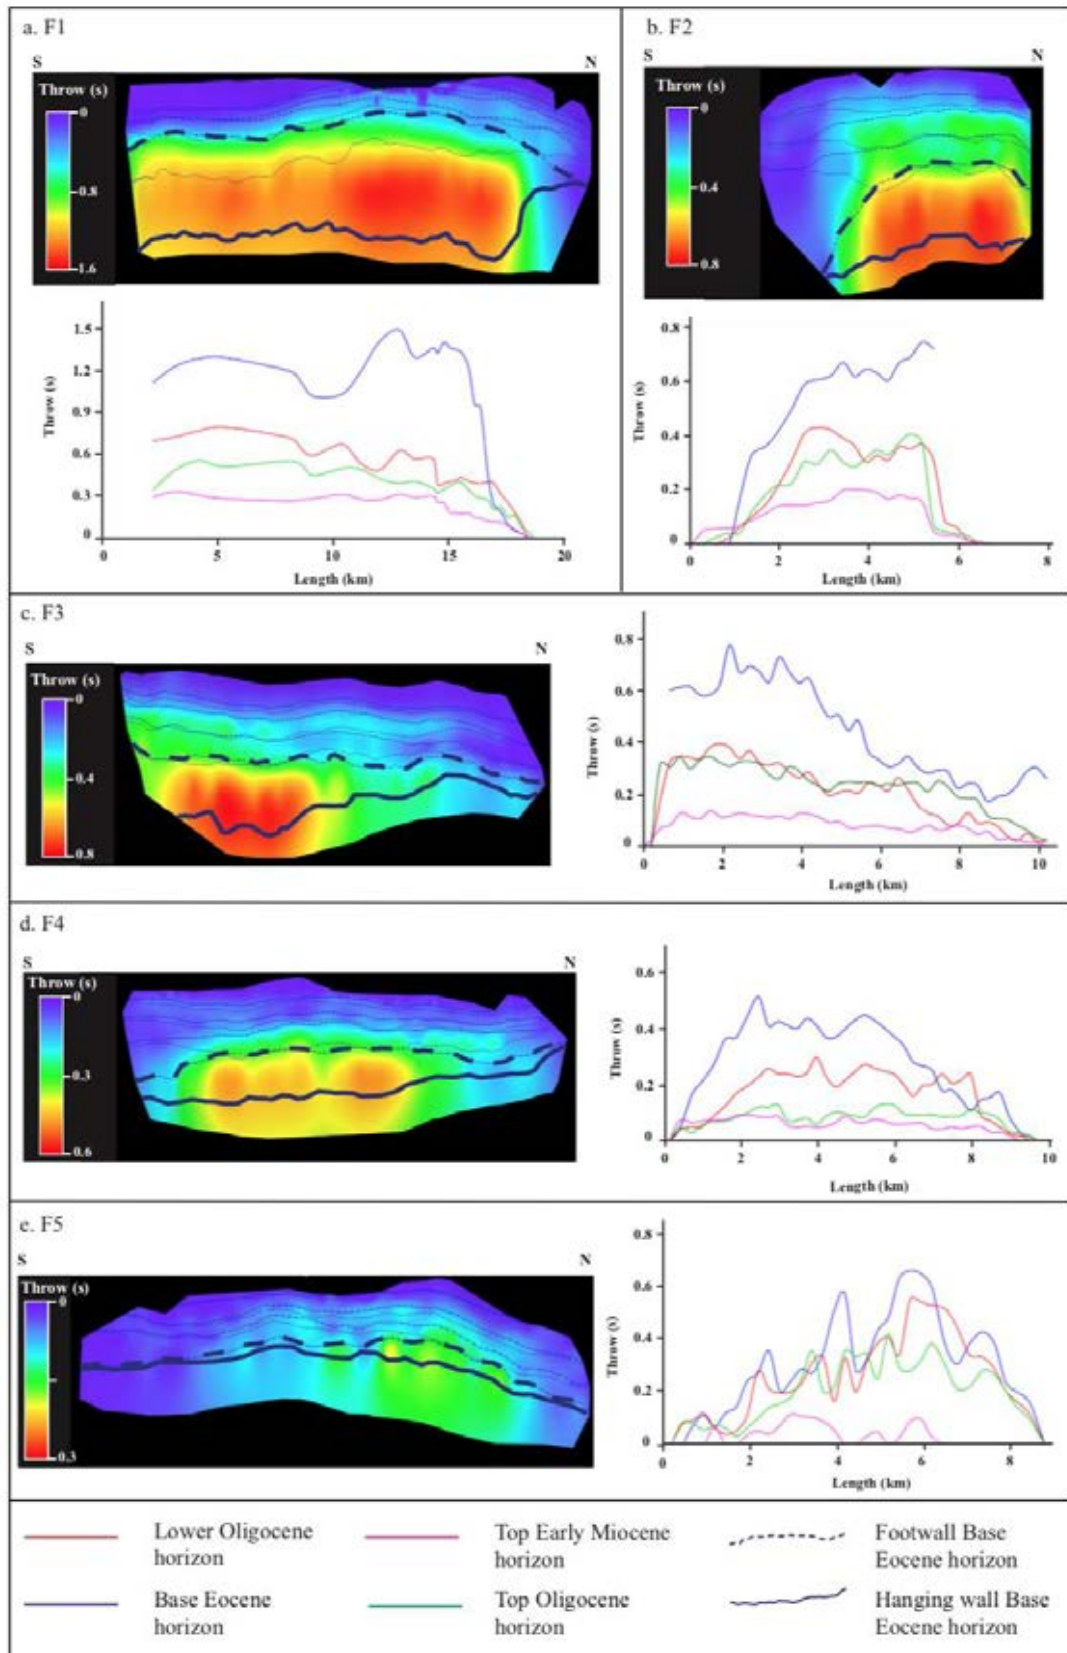 a. F1
S
N
Throw (s)
0
0.8
1.6
1.5
1.2
0.9
0.6
0.3
0
Throw (s)
0
5
10
15
20
Length (km)
b. F2
S
N
Throw (s)
0
0.4
0.8
0.8
0.6
0.4
0.2
0
Throw (s)
0
2
4
6
8
Length (km)
c. F3
S
N
Throw (s)
0
0.4
0.8
0.8
0.6
0.4
0.2
0
Throw (s)
0
2
4
6
8
10
Length (km)
d. F4
S
N
Throw (s)
0
0.3
0.6
0.6
0.4
0.2
0
Throw (s)
0
2
4
6
8
10
Length (km)
e. F5
S
N
Throw (s)
0
0.3
0.8
0.6
0.4
0.2
0
Throw (s)
0
2
4
6
8
Length (km)
Lower Oligocene
horizon
Top Early Miocene
horizon
Footwall Base
Eocene horizon
Base Eocene
horizon
Top Oligocene
horizon
Hanging wall Base
Eocene horizon